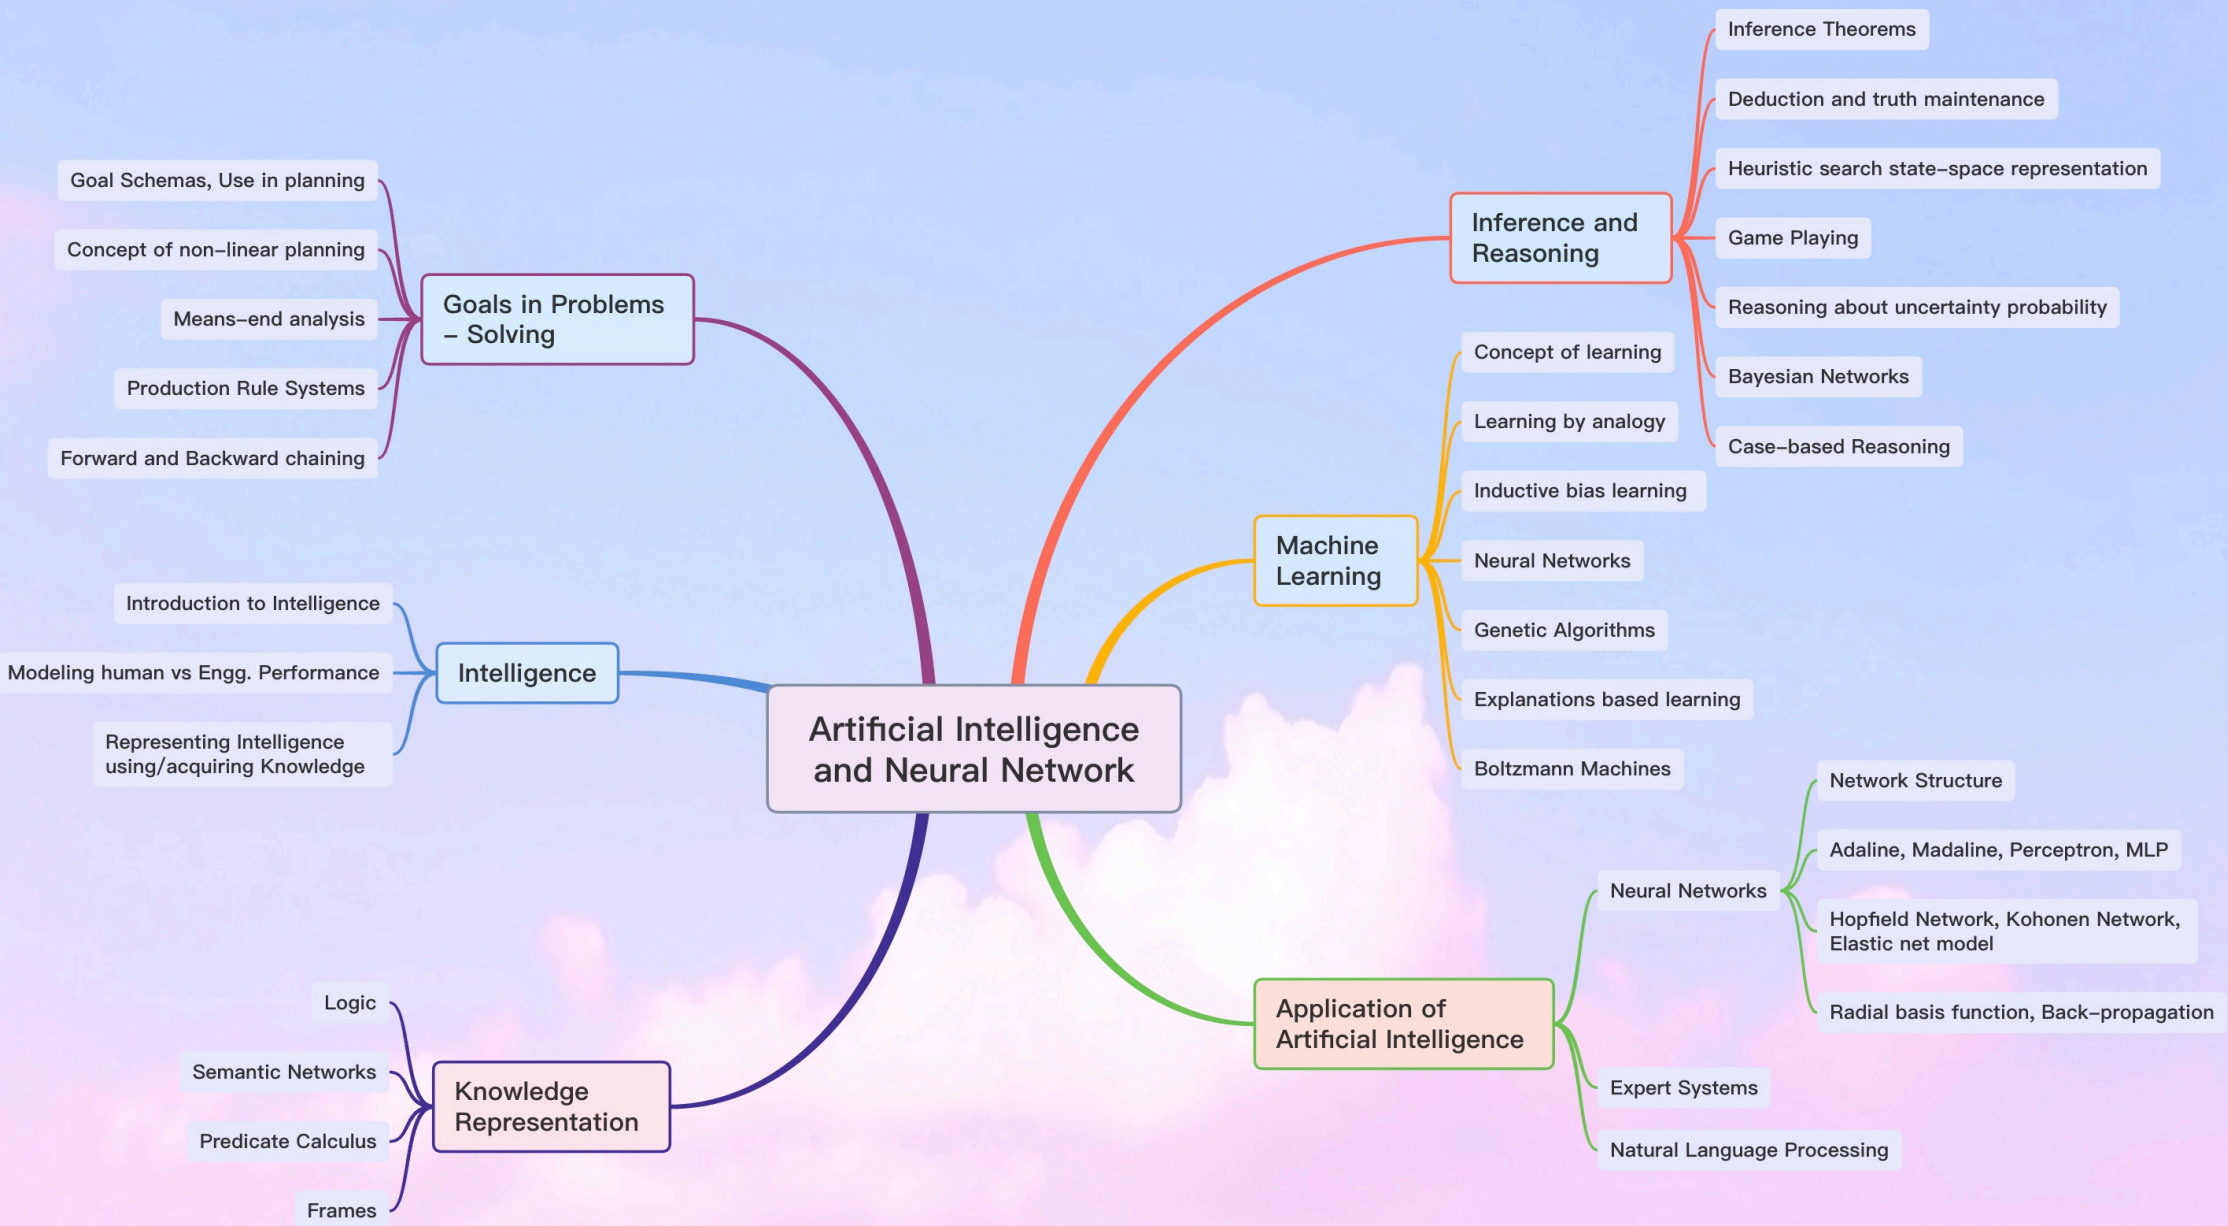 Artificial Intelligence
and Neural Network
Inference and
Reasoning
Inference Theorems
Deduction and truth maintenance
Heuristic search state–space representation
Game Playing
Reasoning about uncertainty probability
Bayesian Networks
Case–based Reasoning
Machine
Learning
Concept of learning
Learning by analogy
Inductive bias learning
Neural Networks
Genetic Algorithms
Explanations based learning
Boltzmann Machines
Application of
Artificial Intelligence
Neural Networks
Network Structure
Adaline, Madaline, Perceptron, MLP
Hopfield Network, Kohonen Network,
Elastic net model
Radial basis function, Back–propagation
Expert Systems
Natural Language Processing
Goals in Problems
– Solving
Goal Schemas, Use in planning
Concept of non–linear planning
Means–end analysis
Production Rule Systems
Forward and Backward chaining
Intelligence
Introduction to Intelligence
Modeling human vs Engg. Performance
Representing Intelligence
using/acquiring Knowledge
Knowledge
Representation
Logic
Semantic Networks
Predicate Calculus
Frames